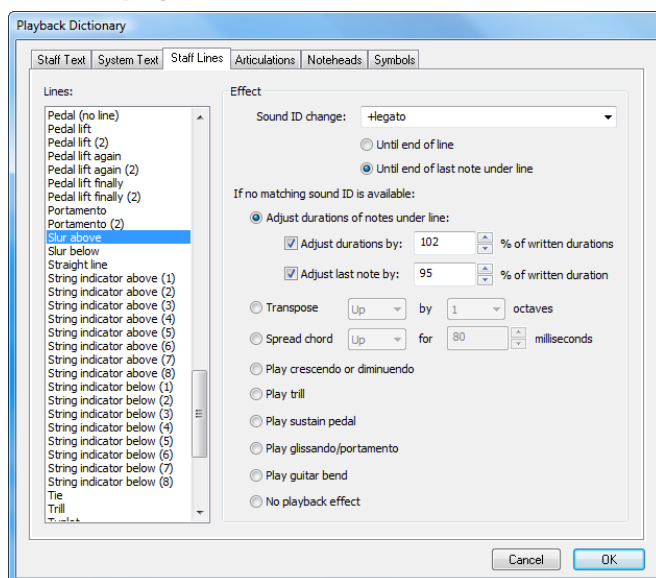 Playback Dictionary
Staff Text System Text Staff Lines Articulations Noteheads Symbols
Lines:
Pedal (no line)
Pedal lift
Pedal lift (2)
Pedal lift again
Pedal lift again (2)
Pedal lift finally
Pedal lift finally (2)
Portamento
Portamento (2)
Slur above
Slur below
Straight line
String indicator above (1)
String indicator above (2)
String indicator above (3)
String indicator above (4)
String indicator above (5)
String indicator above (6)
String indicator above (7)
String indicator above (8)
String indicator below (1)
String indicator below (2)
String indicator below (3)
String indicator below (4)
String indicator below (5)
String indicator below (6)
String indicator below (7)
String indicator below (8)
Tie
Trill
Effect
Sound ID change: +legato
Until end of line
Until end of last note under line
If no matching sound ID is available:
Adjust durations of notes under line:
Adjust durations by: 102 % of written durations
Adjust last note by: 95 % of written duration
Transpose Up by 1 octaves
Spread chord Up for 80 milliseconds
Play crescendo or diminuendo
Play trill
Play sustain pedal
Play glissando/portamento
Play guitar bend
No playback effect
Cancel OK